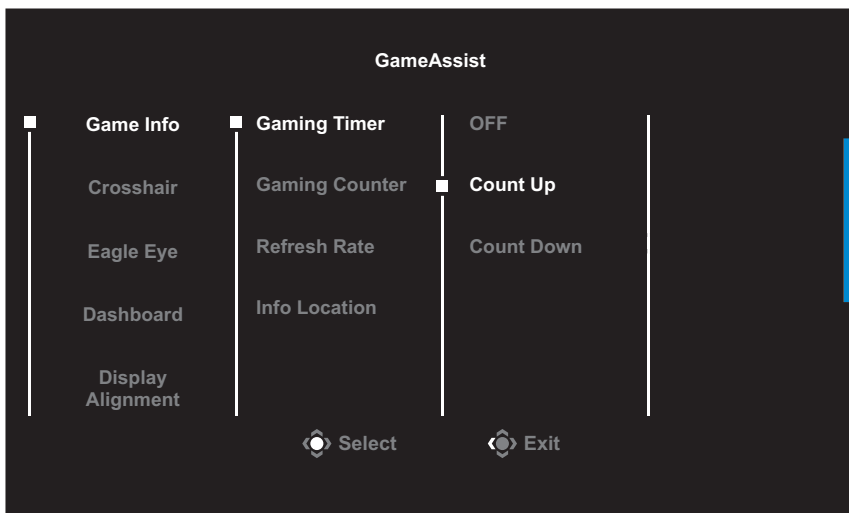 GameAssist
Game Info
Crosshair
Eagle Eye
Dashboard
Display
Alignment
Gaming Timer
Gaming Counter
Refresh Rate
Info Location
OFF
Count Up
Count Down
Select
Exit